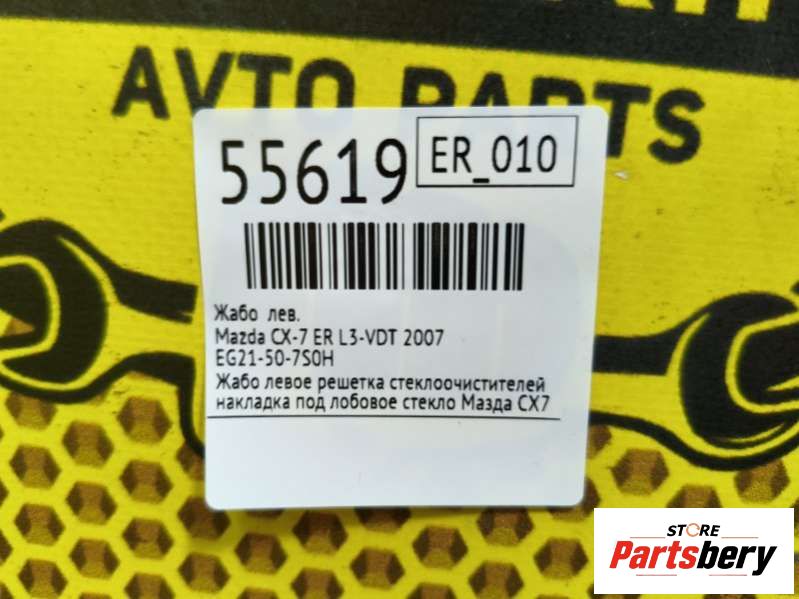 AVTO PARTS
55619
ER_010
Жабо лев.
Mazda CX-7 ER L3-VDT 2007
EG21-50-7S0H
Жабо левое решетка стеклоочистителей
накладка под лобовое стекло Мазда CX7
STORE
Partsbery